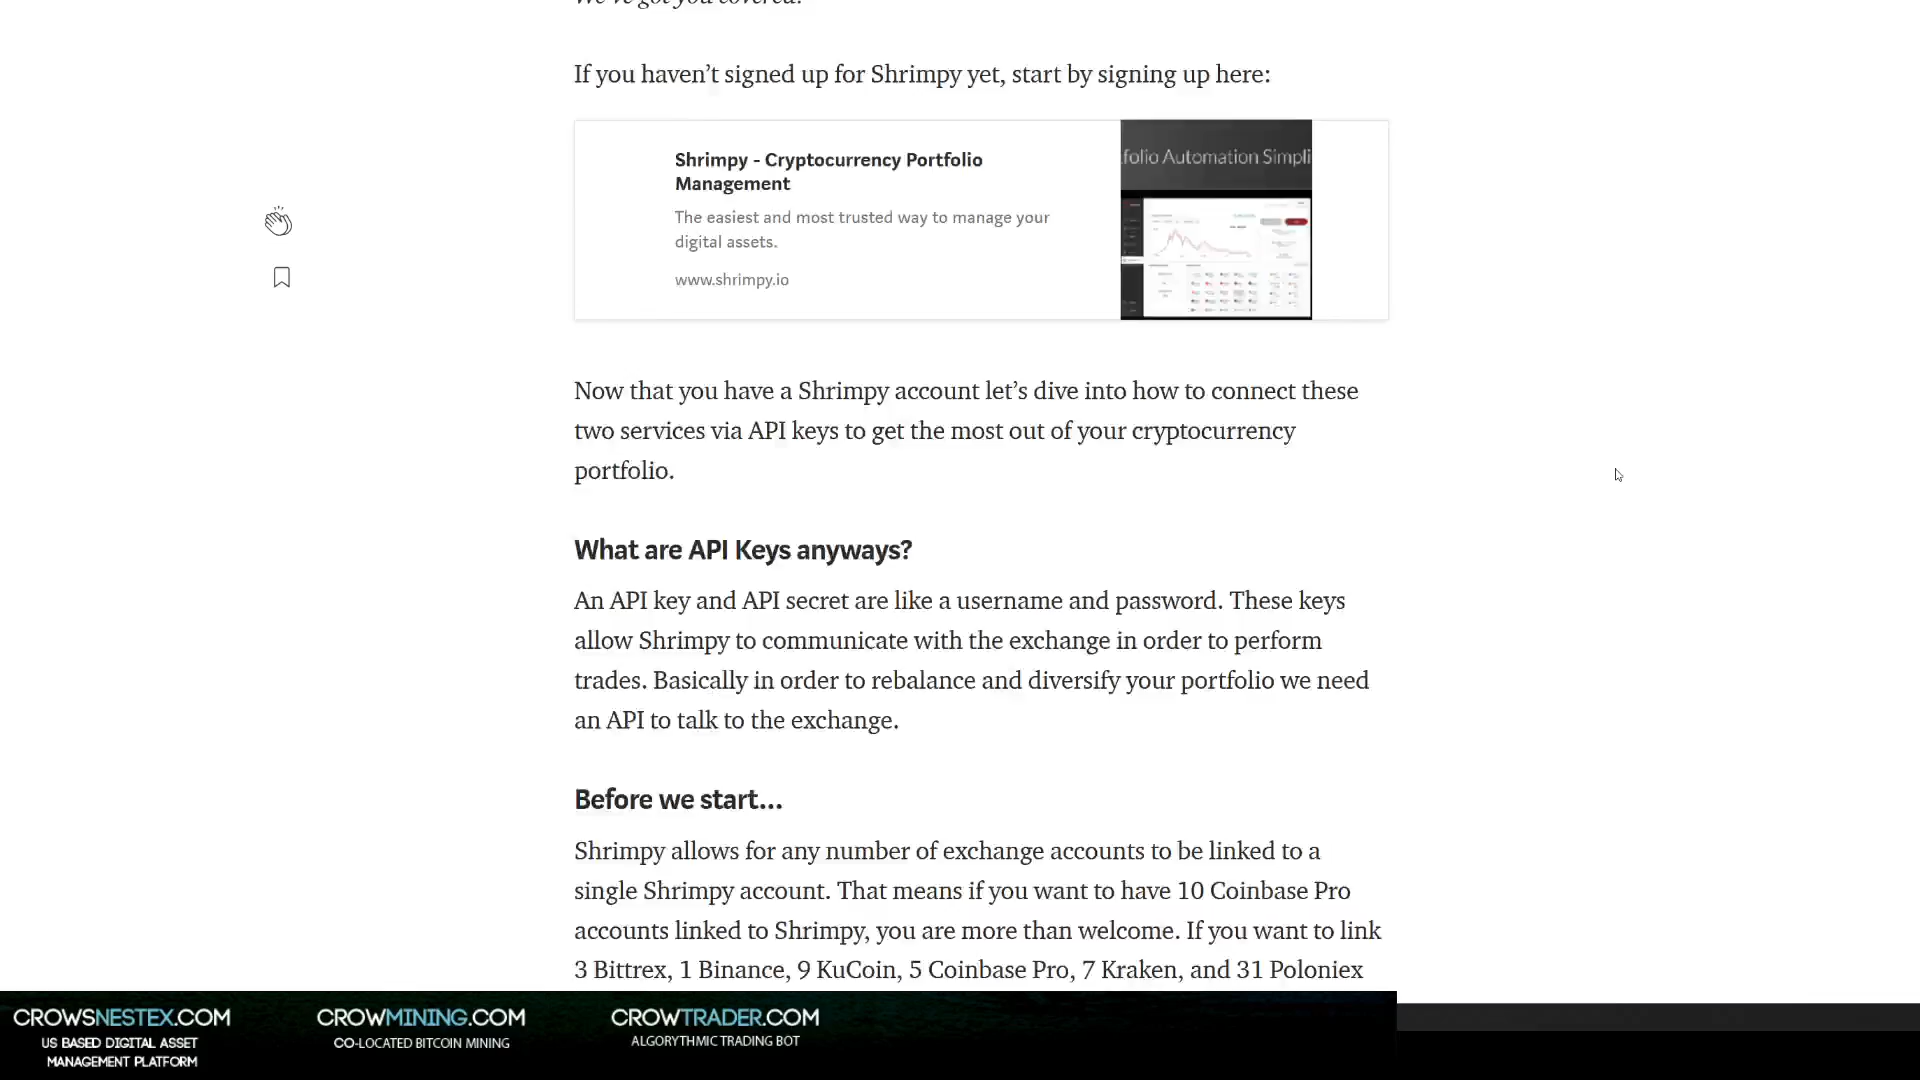 We've got you covered!
If you haven’t signed up for Shrimpy yet, start by signing up here:
Shrimpy - Cryptocurrency Portfolio
Management
The easiest and most trusted way to manage your
digital assets.
www.shrimpy.io
folio Automation Simpli
Now that you have a Shrimpy account let’s dive into how to connect these
two services via API keys to get the most out of your cryptocurrency
portfolio.
What are API Keys anyways?
An API key and API secret are like a username and password. These keys
allow Shrimpy to communicate with the exchange in order to perform
trades. Basically in order to rebalance and diversify your portfolio we need
an API to talk to the exchange.
Before we start…
Shrimpy allows for any number of exchange accounts to be linked to a
single Shrimpy account. That means if you want to have 10 Coinbase Pro
accounts linked to Shrimpy, you are more than welcome. If you want to link
3 Bittrex, 1 Binance, 9 KuCoin, 5 Coinbase Pro, 7 Kraken, and 31 Poloniex
CROWSNESTEX.COM
US BASED DIGITAL ASSET
MANAGEMENT PLATFORM
CROWMINING.COM
CO-LOCATED BITCOIN MINING
CROWTRADER.COM
ALGORYTHMIC TRADING BOT